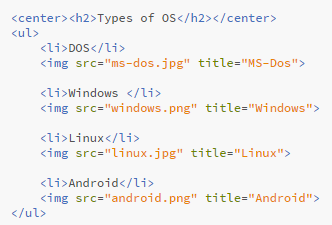 <center><h2>Types of OS</h2></center>
<ul>
<li>DOS</li>
<img src="ms-dos.jpg" title="MS-Dos">
<li>Windows </li>
<img src="windows.png" title="Windows">
<li>Linux</li>
<img src="linux.jpg" title="Linux">
<li>Android</li>
<img src="android.png" title="Android">
</ul>